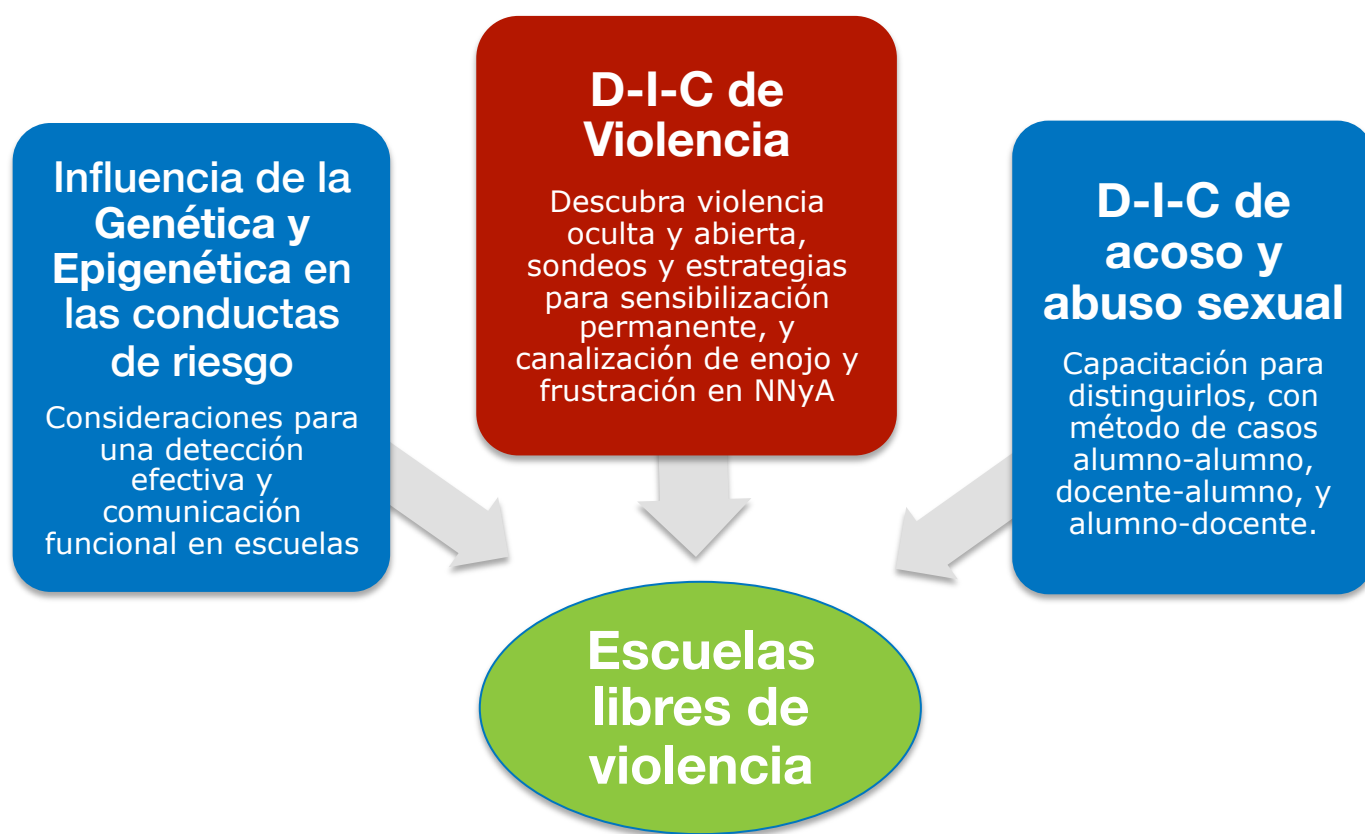 Influencia de la
Genética y
Epigenética en
las conductas
de riesgo
Consideraciones para
una detección
efectiva y
comunicación
funcional en escuelas
D-I-C de
Violencia
Descubra violencia
oculta y abierta,
sondeos y estrategias
para sensibilización
permanente, y
canalización de enojo y
frustración en NNyA
D-I-C de
acoso y
abuso sexual
Capacitación para
distinguirlos, con
método de casos
alumno-alumno,
docente-alumno, y
alumno-docente.
Escuelas
libres de
violencia